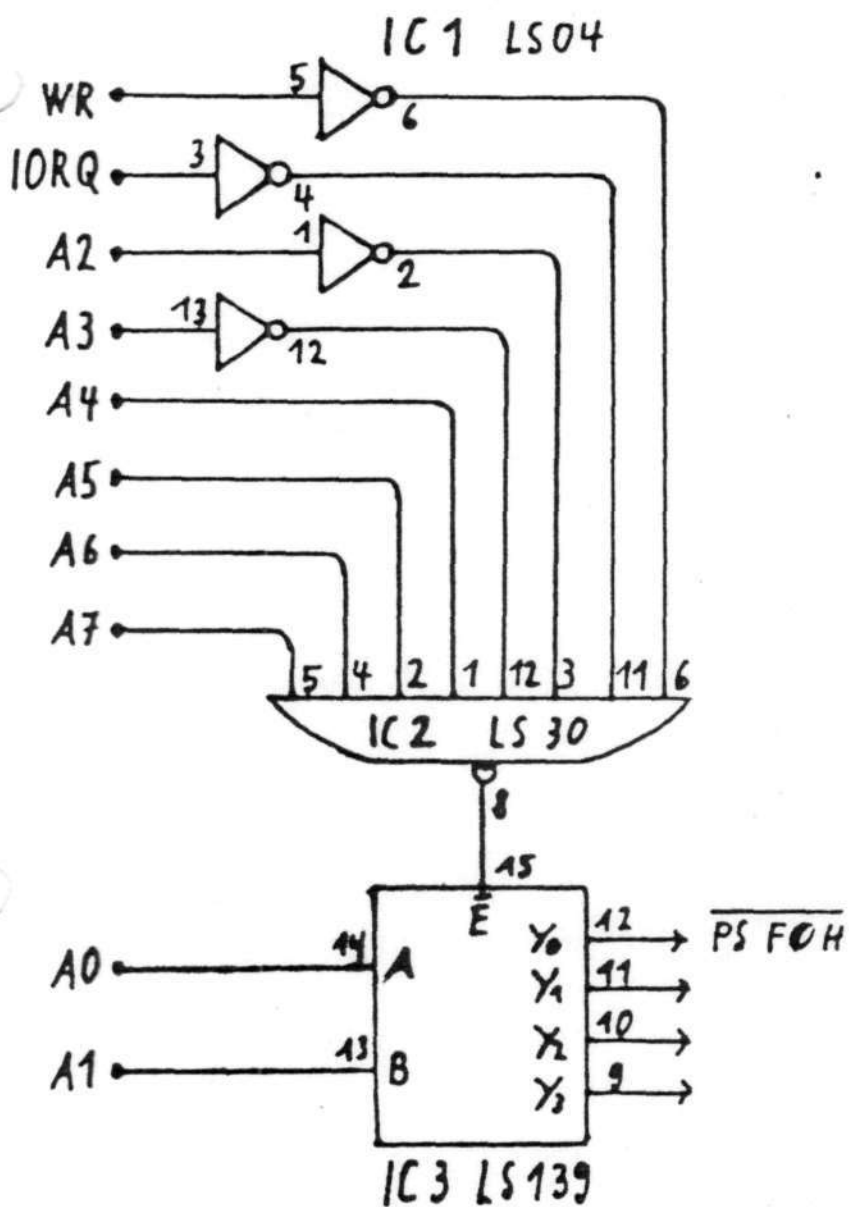 IC1 LS04
WR 5 6
IORQ 3 4
A2 1 2
A3 13 12
A4
A5
A6
A7
5 4 2 1 12 3 11 6
IC2 LS30
8
15
E
A0 14 A
A1 13 B
Y0 12 PS F0H
Y1 11
Y2 10
Y3 9
IC3 LS139